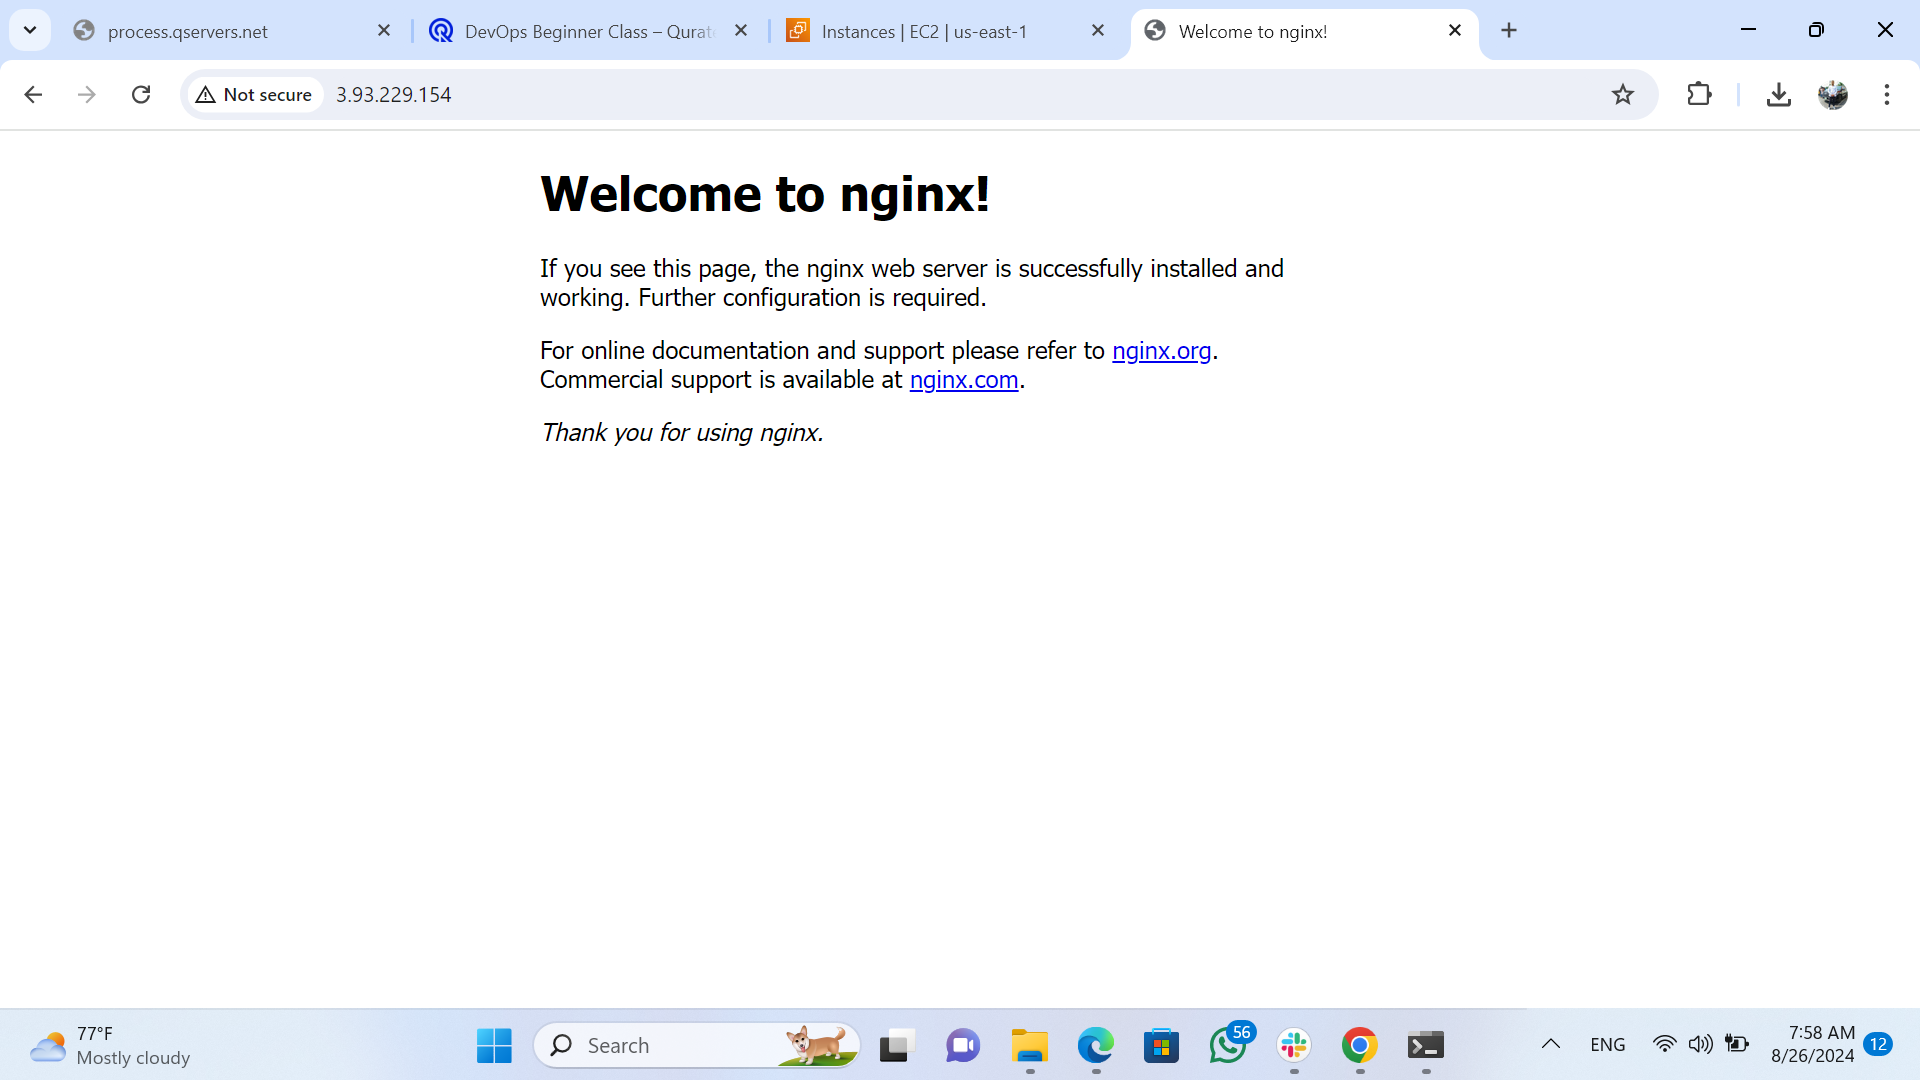 process.qservers.net
DevOps Beginner Class – Qurat
Instances | EC2 | us-east-1
Welcome to nginx!
Not secure
3.93.229.154
Welcome to nginx!
If you see this page, the nginx web server is successfully installed and
working. Further configuration is required.
For online documentation and support please refer to nginx.org.
Commercial support is available at nginx.com.
Thank you for using nginx.
77°F
Mostly cloudy
Search
56
ENG
7:58 AM
8/26/2024
12